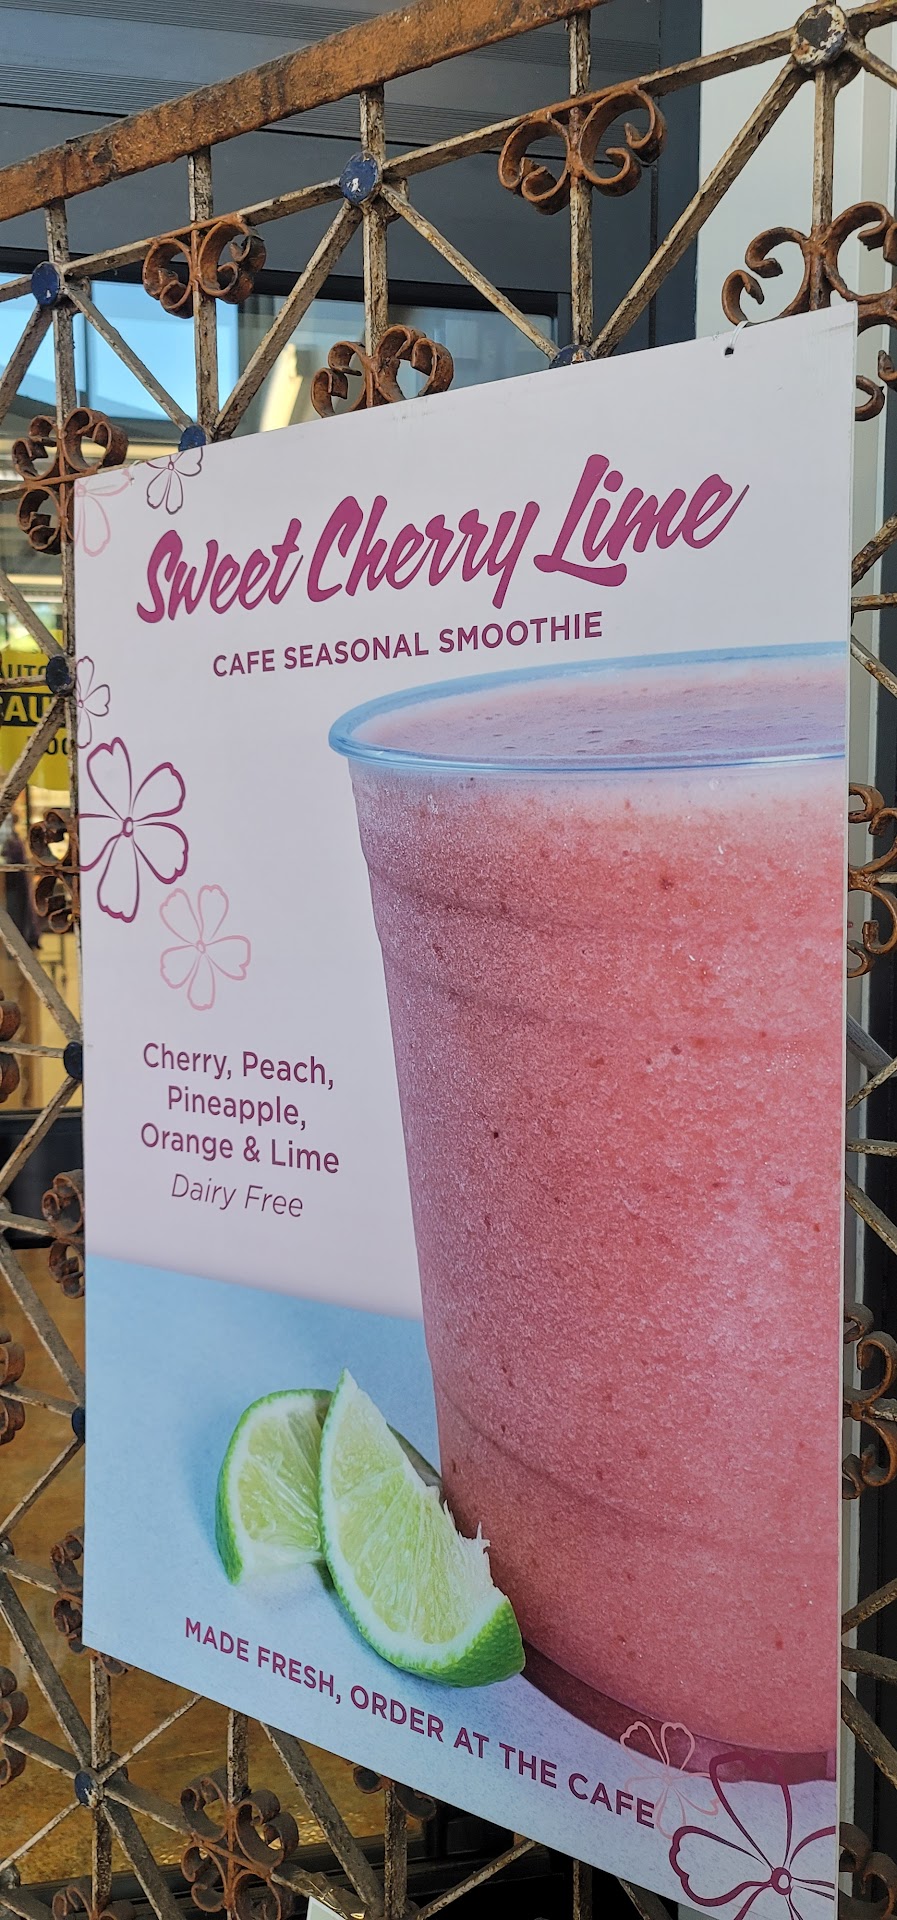 Sweet Cherry Lime
CAFE SEASONAL SMOOTHIE
Cherry, Peach,
Pineapple,
Orange & Lime
Dairy Free
MADE FRESH, ORDER AT THE CAFE